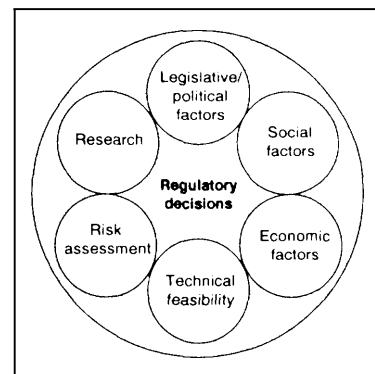 Legislative/
political
factors
Research
Social
factors
Regulatory
decisions
Risk
assessment
Economic
factors
Technical
feasibility